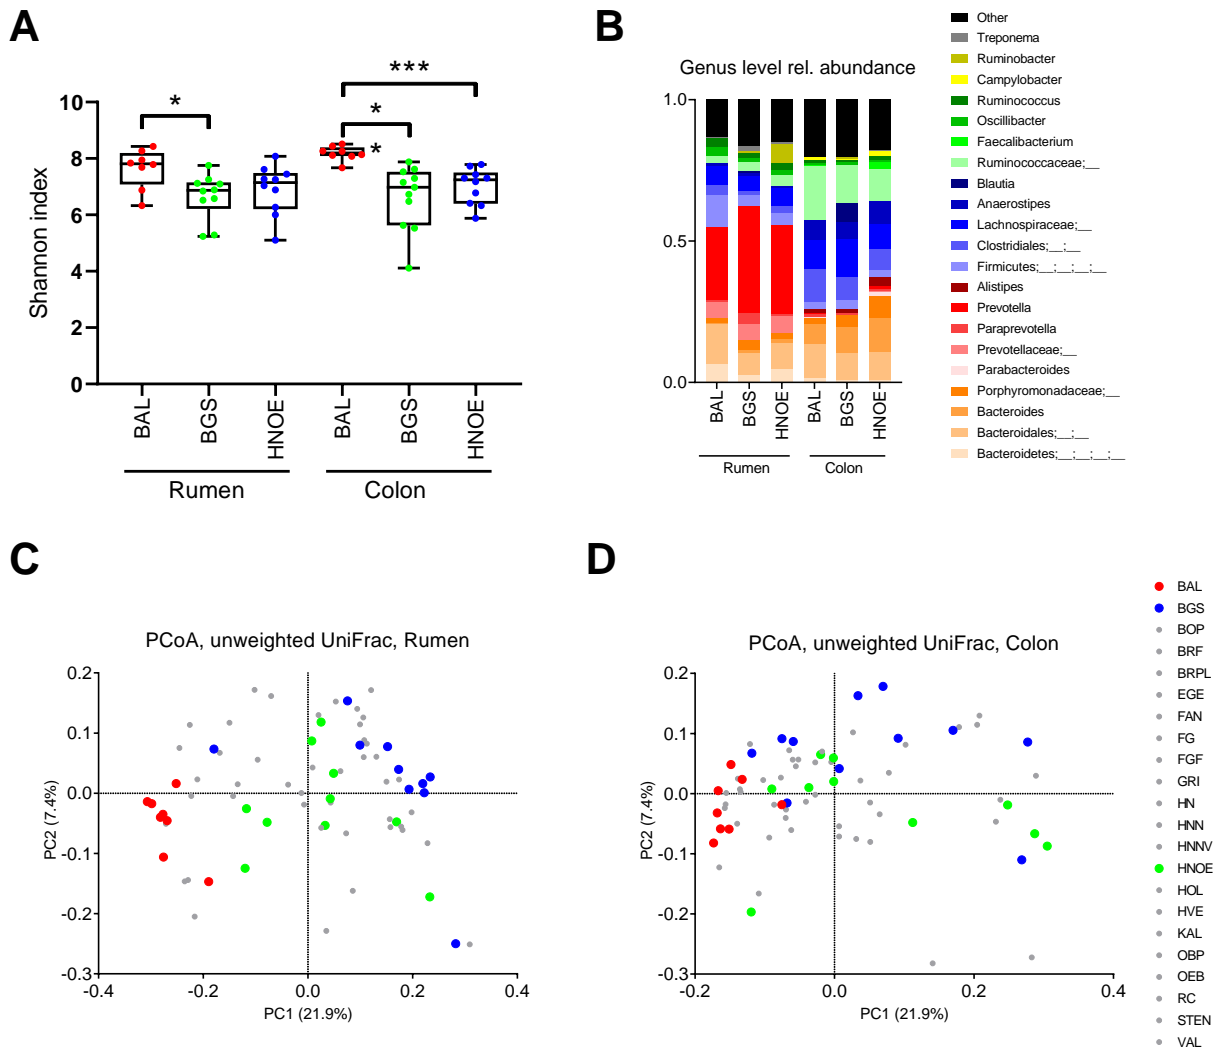 A
Shannon index
10
8
6
4
2
0
*
*
***
*
BAL
BGS
HNOE
BAL
BGS
HNOE
Rumen
Colon
B
Genus level rel. abundance
1.0
0.5
0.0
BAL
BGS
HNOE
BAL
BGS
HNOE
Rumen
Colon
Other
Treponema
Ruminobacter
Campylobacter
Ruminococcus
Oscillibacter
Faecalibacterium
Ruminococcaceae;__
Blautia
Anaerostipes
Lachnospiraceae;__
Clostridiales;__;__
Firmicutes;__;__;__;__
Alistipes
Prevotella
Paraprevotella
Prevotellaceae;__
Parabacteroides
Porphyromonadaceae;__
Bacteroides
Bacteroidales;__;__
Bacteroidetes;__;__;__;__
C
PCoA, unweighted UniFrac, Rumen
PC2 (7.4%)
0.2
0.1
0.0
-0.1
-0.2
-0.3
-0.4
-0.2
0.0
0.2
0.4
PC1 (21.9%)
D
PCoA, unweighted UniFrac, Colon
PC2 (7.4%)
0.2
0.1
0.0
-0.1
-0.2
-0.3
-0.2
0.0
0.2
0.4
PC1 (21.9%)
BAL
BGS
BOP
BRF
BRPL
EGE
FAN
FG
FGF
GRI
HN
HNN
HNNV
HNOE
HOL
HVE
KAL
OBP
OEB
RC
STEN
VAL